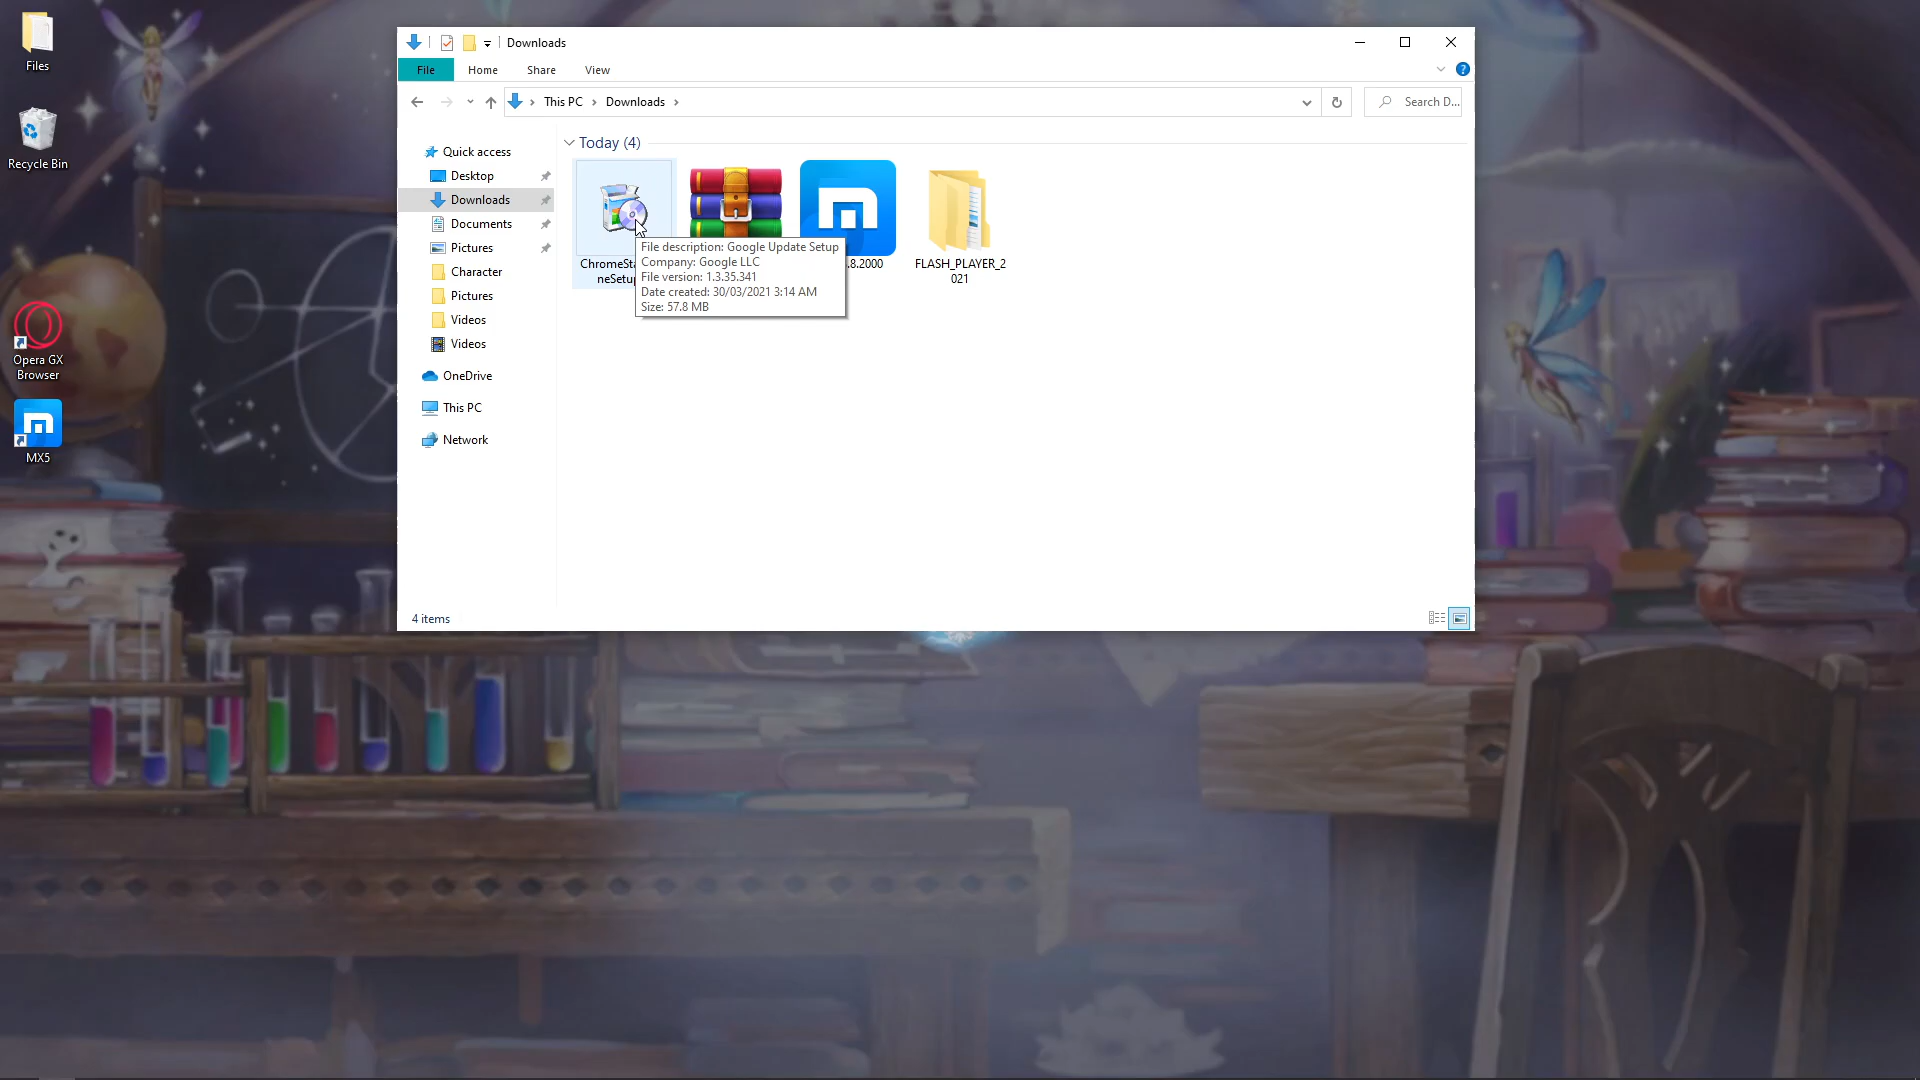 Files
Recycle Bin
Opera GX
Browser
MX5
Downloads
File
Home
Share
View
This PC
Downloads
Search D...
Quick access
Desktop
Downloads
Documents
Pictures
Character
Pictures
Videos
Videos
OneDrive
This PC
Network
Today (4)
ChromeSta
neSetup
.8.2000
FLASH_PLAYER_2
021
File description: Google Update Setup
Company: Google LLC
File version: 1.3.35.341
Date created: 30/03/2021 3:14 AM
Size: 57.8 MB
4 items